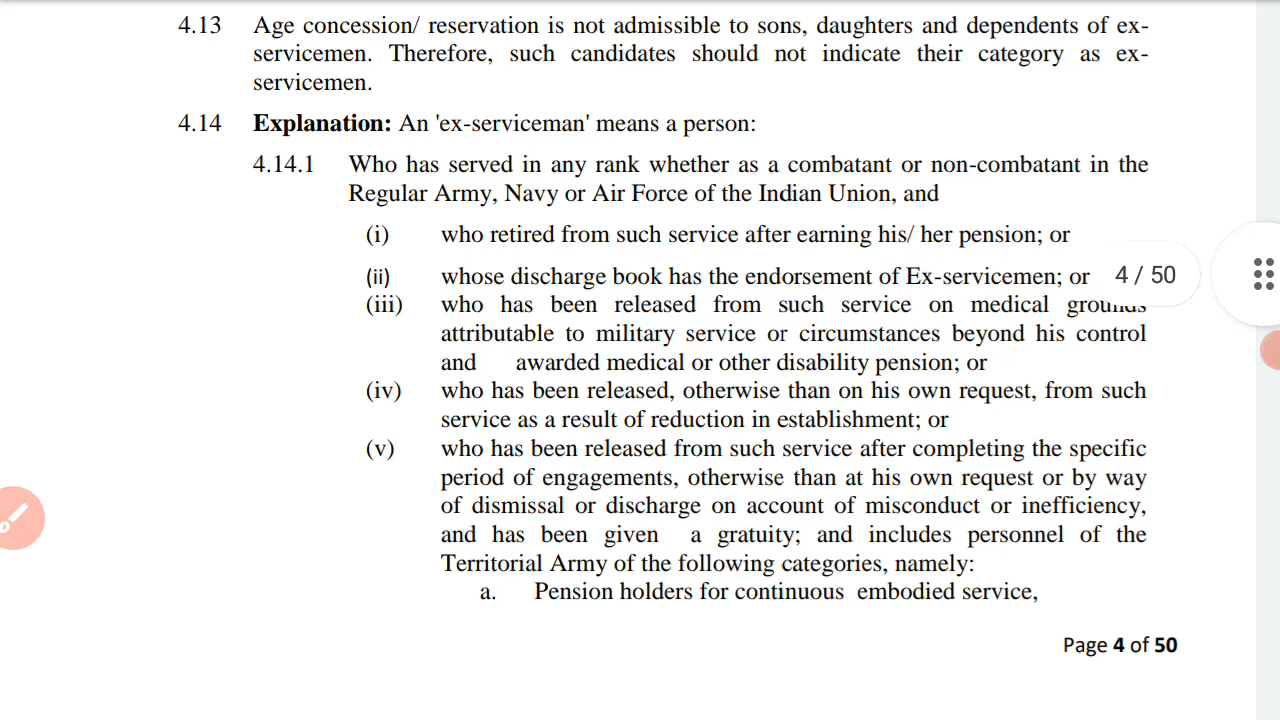 4.13 Age concession/ reservation is not admissible to sons, daughters and dependents of ex-
servicemen. Therefore, such candidates should not indicate their category as ex-
servicemen.
4.14 Explanation: An 'ex-serviceman' means a person:
4.14.1 Who has served in any rank whether as a combatant or non-combatant in the
Regular Army, Navy or Air Force of the Indian Union, and
(i) who retired from such service after earning his/ her pension; or
(ii) whose discharge book has the endorsement of Ex-servicemen; or
4 / 50
(iii) who has been released from such service on medical grounds
attributable to military service or circumstances beyond his control
and awarded medical or other disability pension; or
(iv) who has been released, otherwise than on his own request, from such
service as a result of reduction in establishment; or
(v) who has been released from such service after completing the specific
period of engagements, otherwise than at his own request or by way
of dismissal or discharge on account of misconduct or inefficiency,
and has been given a gratuity; and includes personnel of the
Territorial Army of the following categories, namely:
a. Pension holders for continuous embodied service,
Page 4 of 50